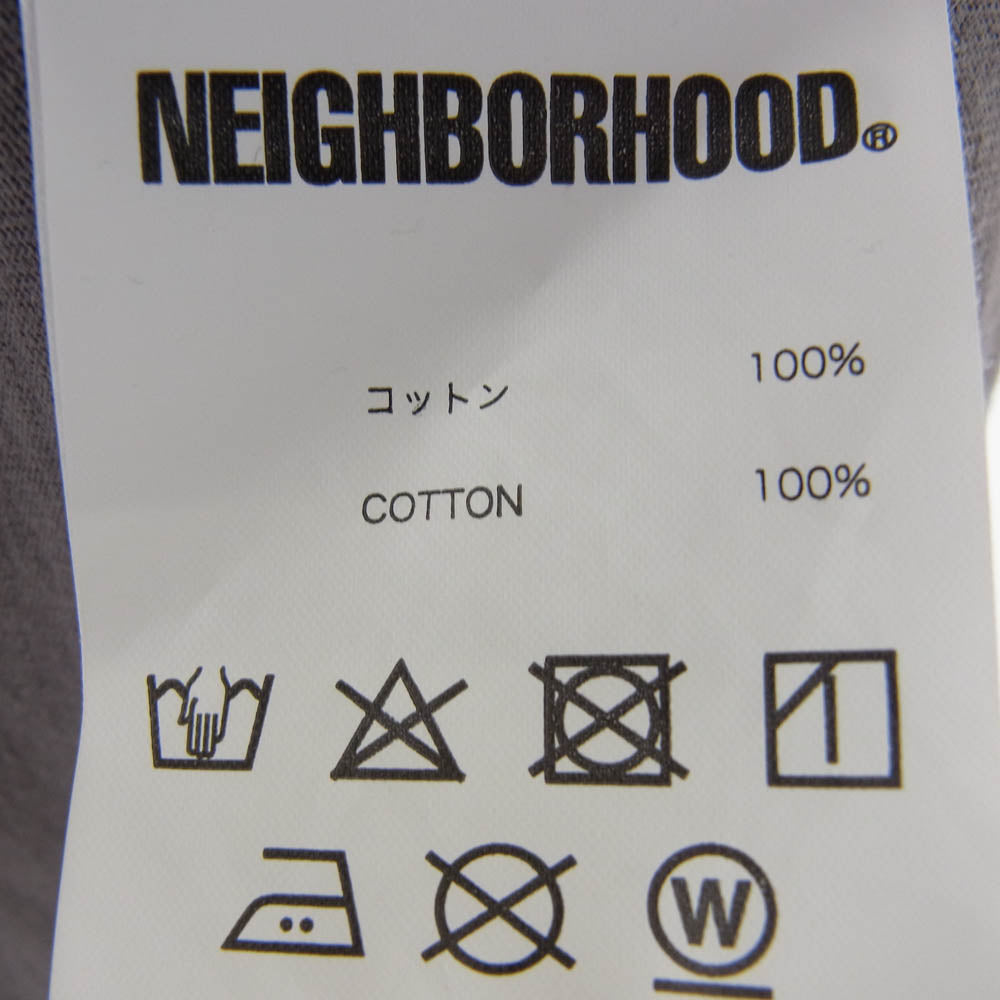 NEIGHBORHOOD®
コットン 100%
COTTON 100%
W